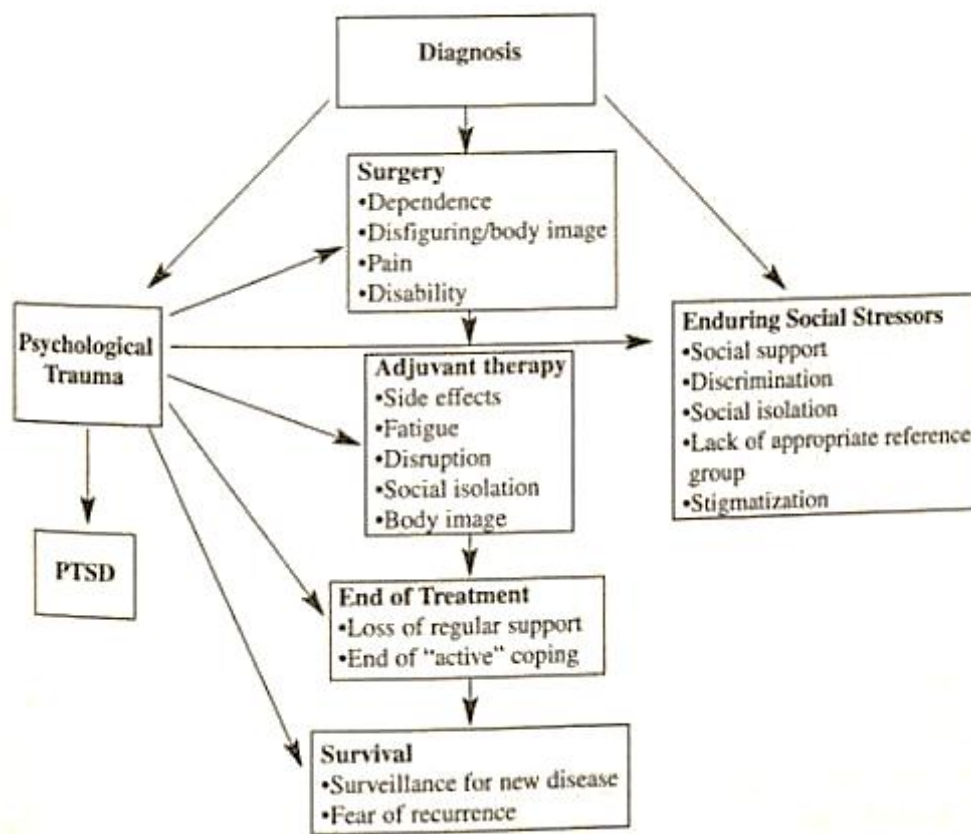 Diagnosis
Surgery
•Dependence
•Disfiguring/body image
•Pain
•Disability
Psychological
Trauma
Enduring Social Stressors
•Social support
•Discrimination
•Social isolation
•Lack of appropriate reference
group
•Stigmatization
Adjuvant therapy
•Side effects
•Fatigue
•Disruption
•Social isolation
•Body image
PTSD
End of Treatment
•Loss of regular support
•End of "active" coping
Survival
•Surveillance for new disease
•Fear of recurrence